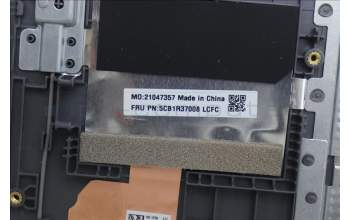 MO:21047357 Made in China
FRU PN:5CB1R37008 LCFC